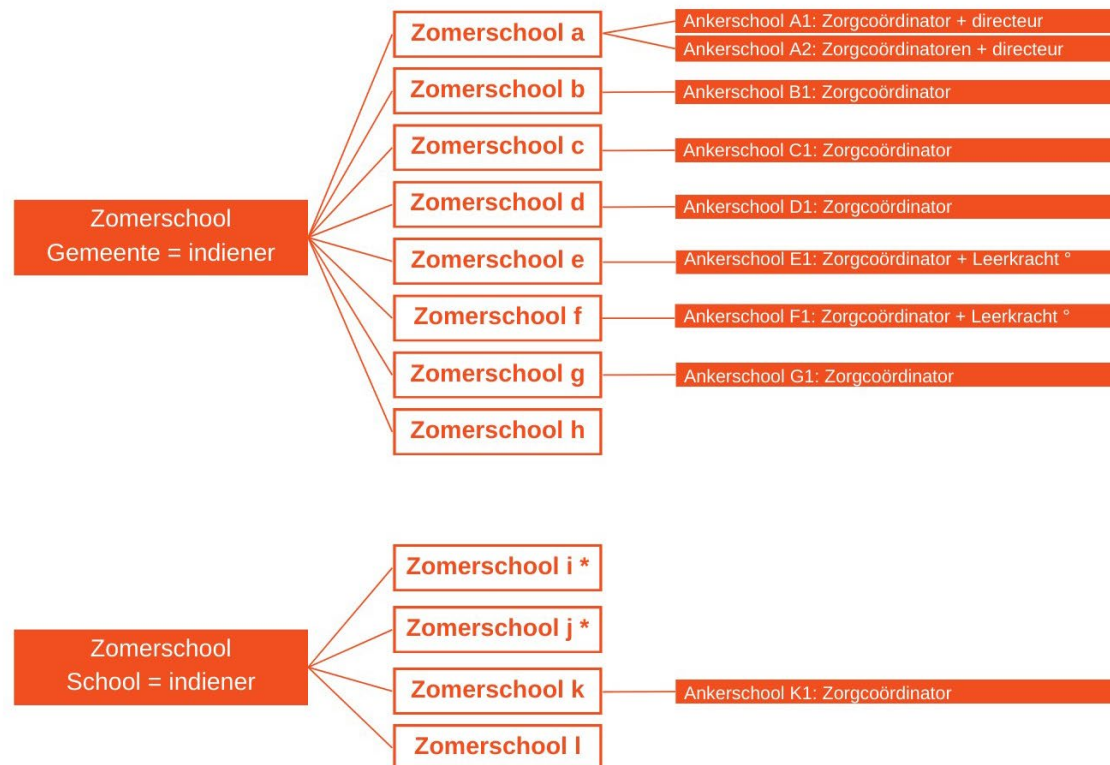 Zomerschool a
Ankerschool A1: Zorgcoördinator + directeur
Ankerschool A2: Zorgcoördinatoren + directeur
Zomerschool b
Ankerschool B1: Zorgcoördinator
Zomerschool c
Ankerschool C1: Zorgcoördinator
Zomerschool d
Ankerschool D1: Zorgcoördinator
Zomerschool
Gemeente = indiener
Zomerschool e
Ankerschool E1: Zorgcoördinator + Leerkracht °
Zomerschool f
Ankerschool F1: Zorgcoördinator + Leerkracht °
Zomerschool g
Ankerschool G1: Zorgcoördinator
Zomerschool h
Zomerschool i *
Zomerschool j *
Zomerschool
School = indiener
Zomerschool k
Ankerschool K1: Zorgcoördinator
Zomerschool l